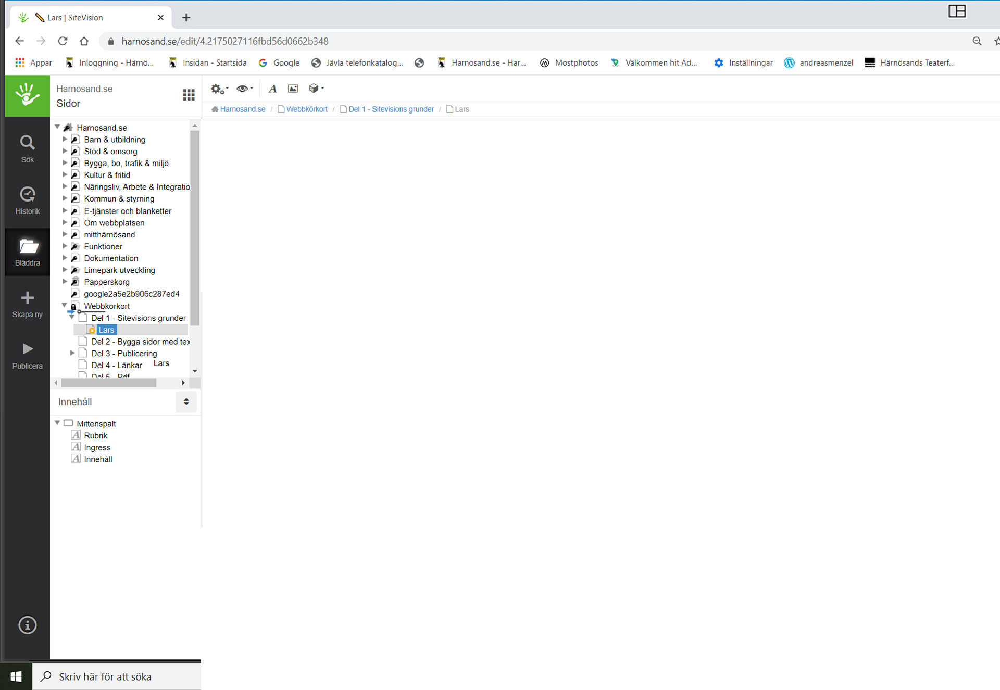 Lars | SiteVision
harnosand.se/edit/4.2175027116fbd56d0662b348
Appar Inloggning - Härnö... Insidan - Startsida Google Jävla telefonkatalog... Harnosand.se - Har... Mostphotos Välkommen hit Ad... Inställningar andreasmenzel Härnösands Teaterf...
Harnosand.se
Sidor
Harnosand.se / Webbkörkort / Del 1 - Sitevisions grunder / Lars
Sök
Historik
Bläddra
Skapa ny
Publicera
Harnosand.se
Barn & utbildning
Stöd & omsorg
Bygga, bo, trafik & miljö
Kultur & fritid
Näringsliv, Arbete & Integratio
Kommun & styrning
E-tjänster och blanketter
Om webbplatsen
mitthärnösand
Funktioner
Dokumentation
Limepark utveckling
Papperskorg
google2a5e2b906c287ed4
Webbkörkort
Del 1 - Sitevisions grunder
Lars
Del 2 - Bygga sidor med tex
Del 3 - Publicering
Del 4 - Länkar
Lars
Del 5 - Pdf
Innehåll
Mittenspalt
Rubrik
Ingress
Innehåll
Skriv här för att söka